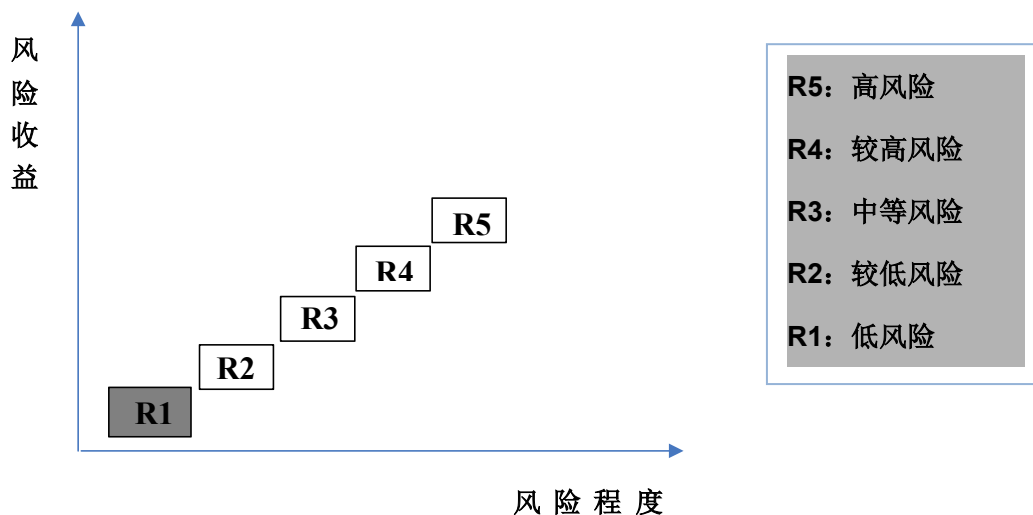 风
险
收
益
R5
R4
R3
R2
R1
风 险 程 度
R5：高风险
R4：较高风险
R3：中等风险
R2：较低风险
R1：低风险